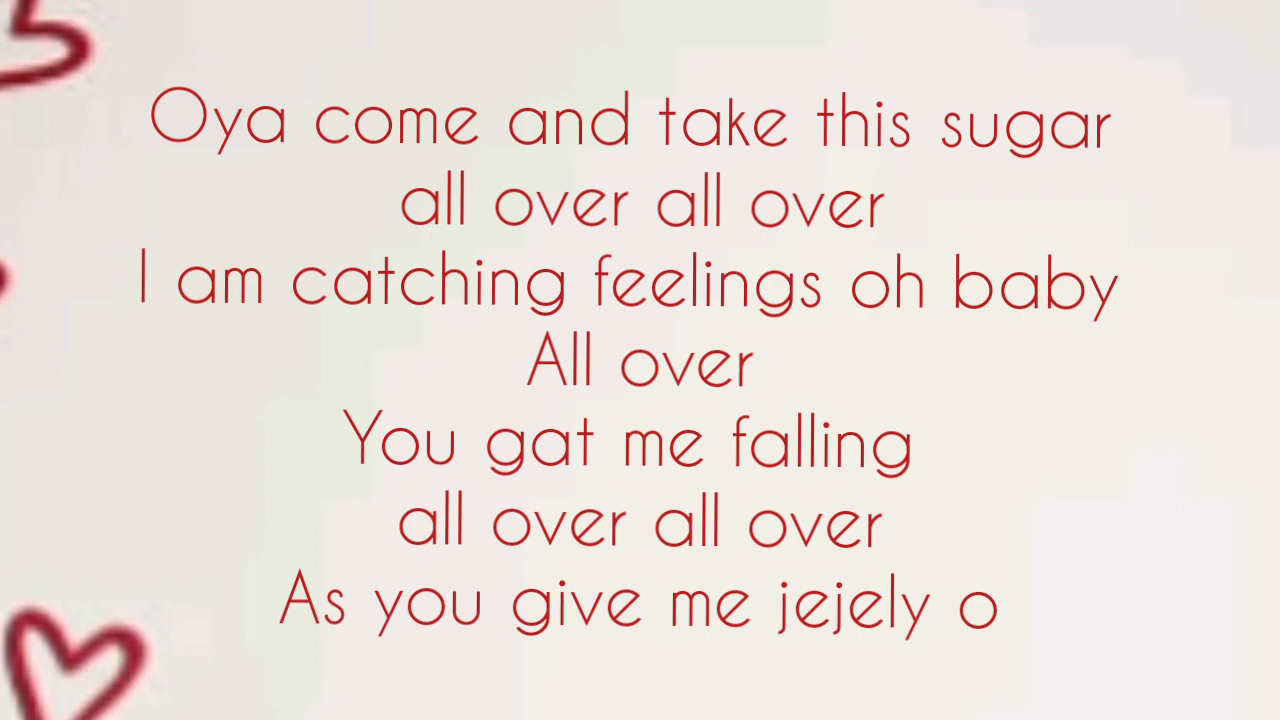 Oya come and take this sugar
all over all over
I am catching feelings oh baby
All over
You gat me falling
all over all over
As you give me jejely o